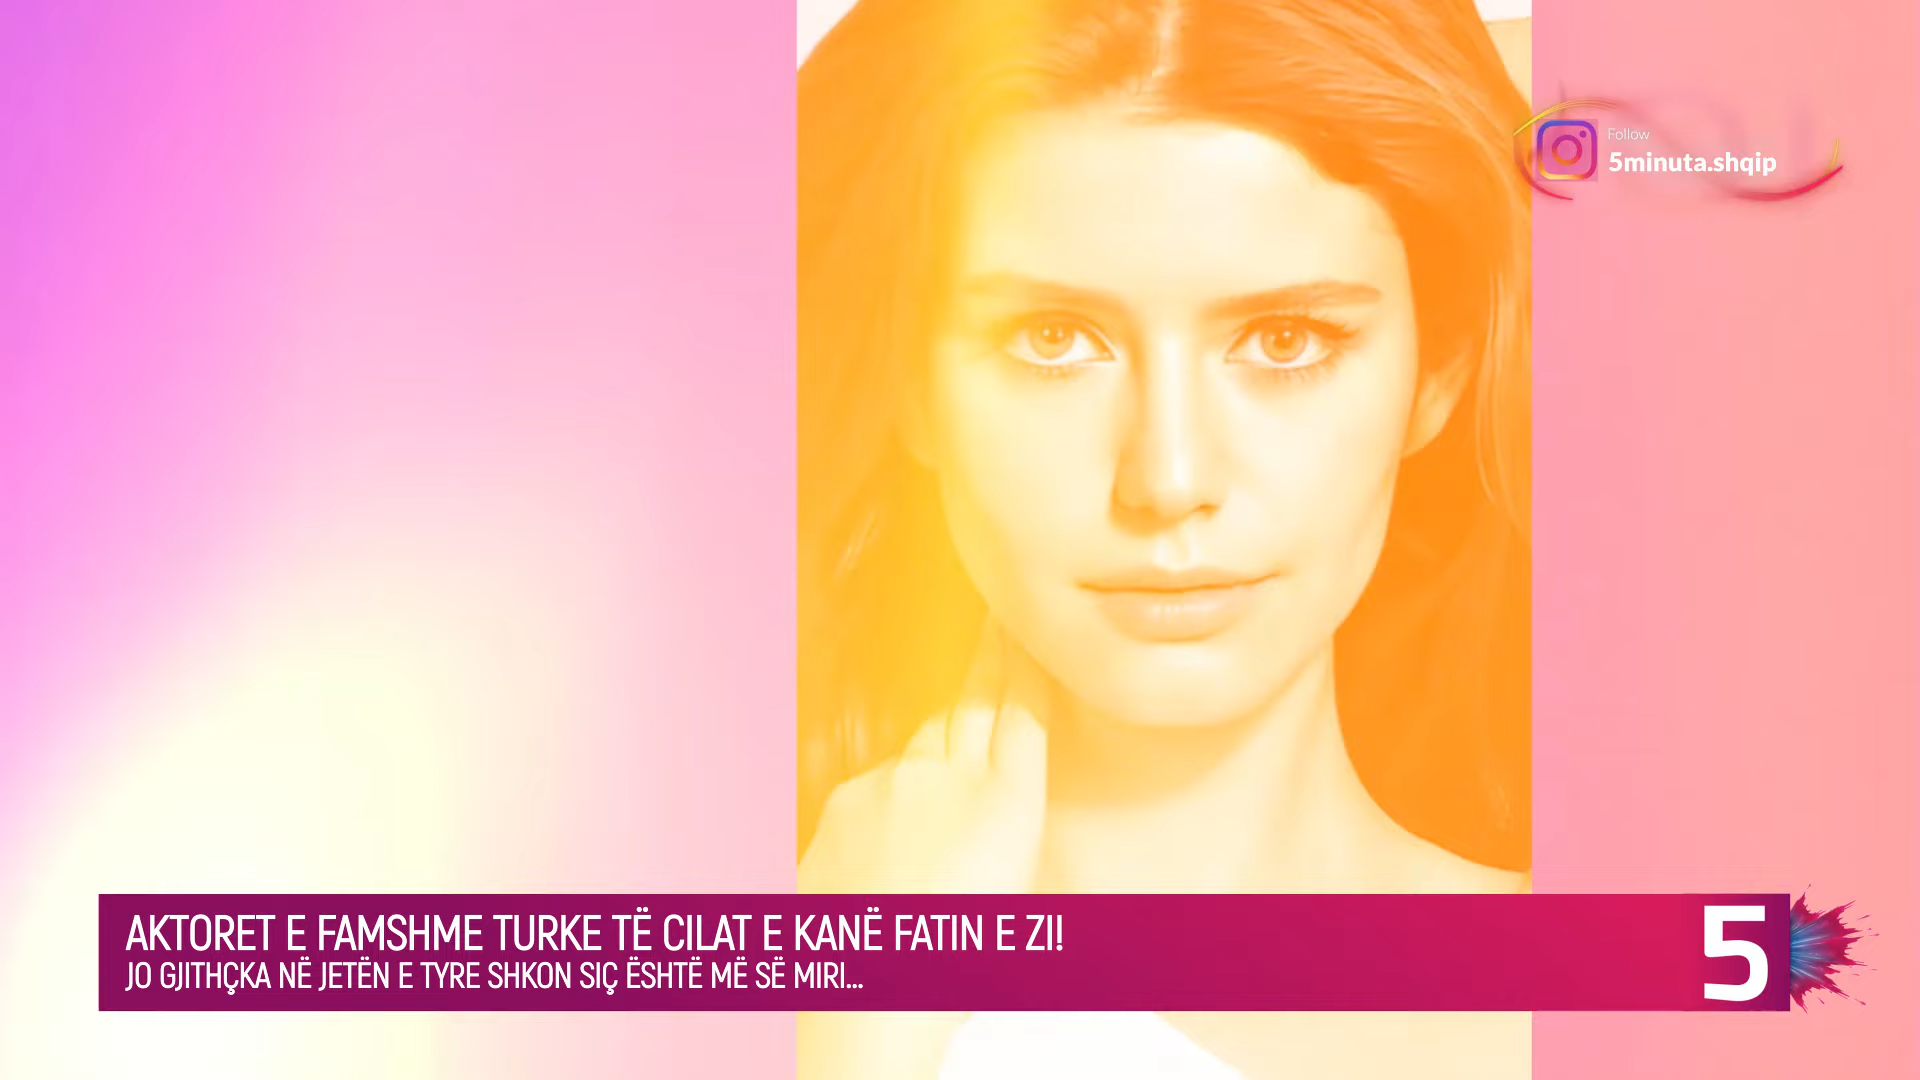 Follow
5minuta.shqip
AKTORET E FAMSHME TURKE TË CILAT E KANË FATIN E ZI!
JO GJITHÇKA NË JETËN E TYRE SHKON SIÇ ËSHTË MË SË MIRI...
5